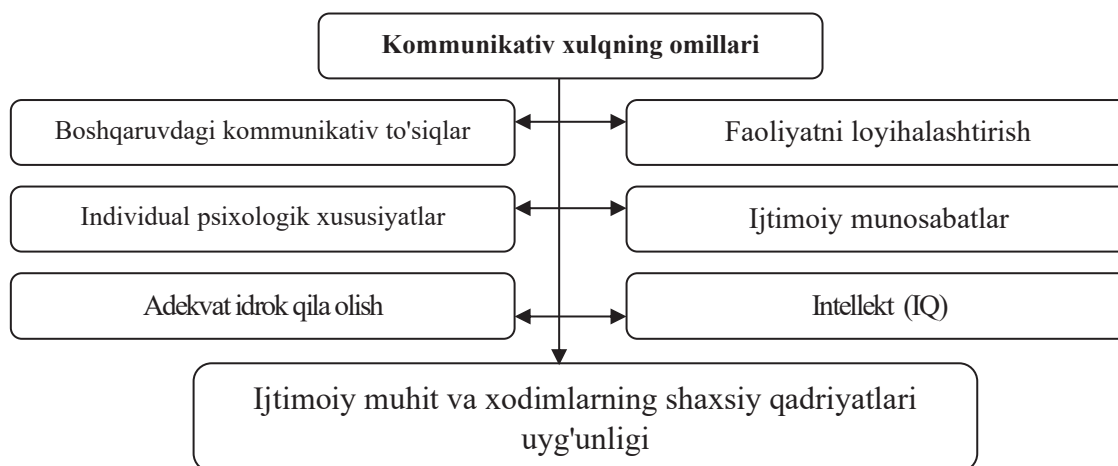 Kommunikativ xulqning omillari
Boshqaruvdagi kommunikativ to'siqlar
Faoliyatni loyihalashtirish
Individual psixologik xususiyatlar
Ijtimoiy munosabatlar
Adekvat idrok qila olish
Intellekt (IQ)
Ijtimoiy muhit va xodimlarning shaxsiy qadriyatlari
uyg'unligi